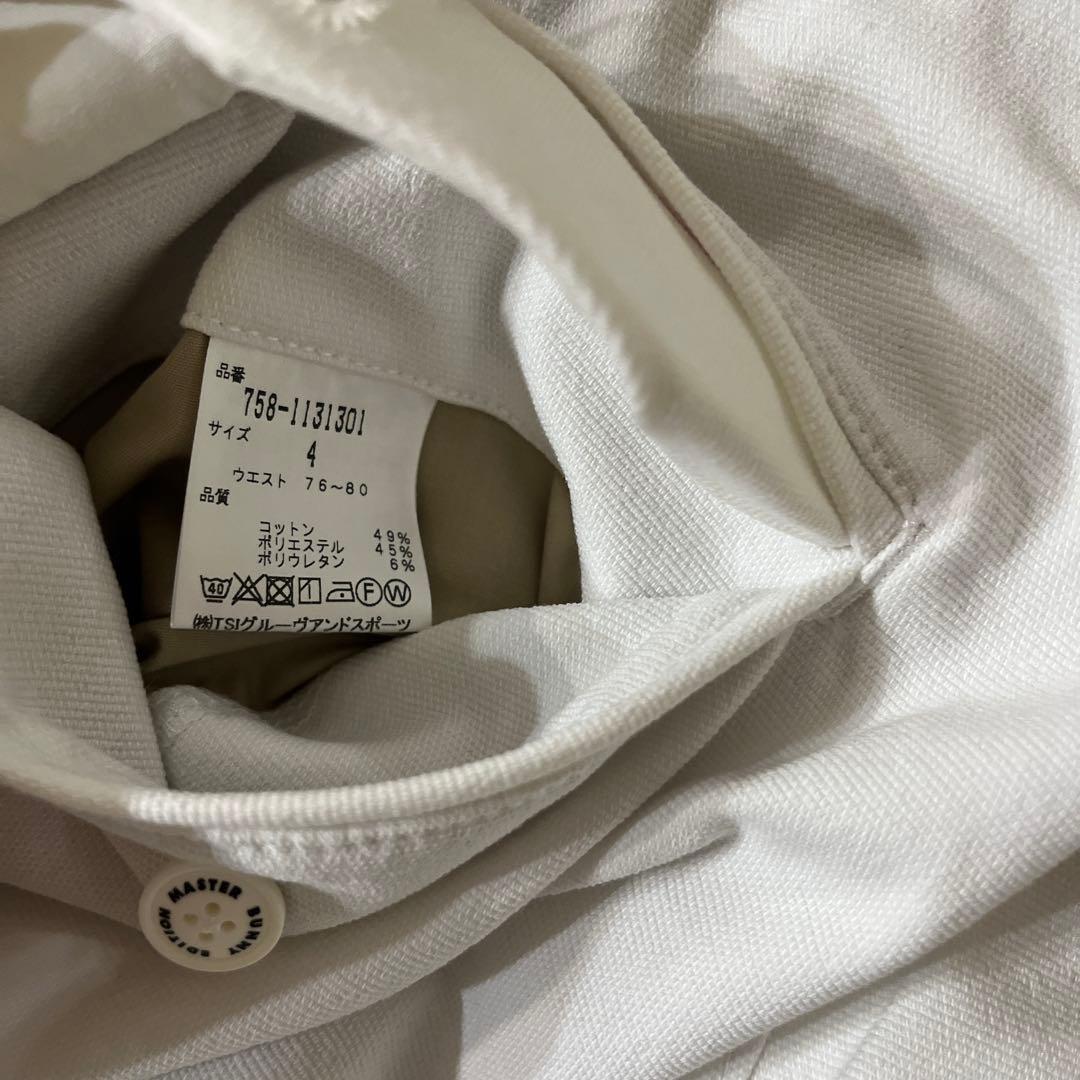 品番
758-1131301
サイズ
4
ウエスト 76~80
品質
コットン 49%
ポリエステル 45%
ポリウレタン 6%
40 F W
㈱TSIグルーヴアンドスポーツ
MASTER BUNNY EDITION